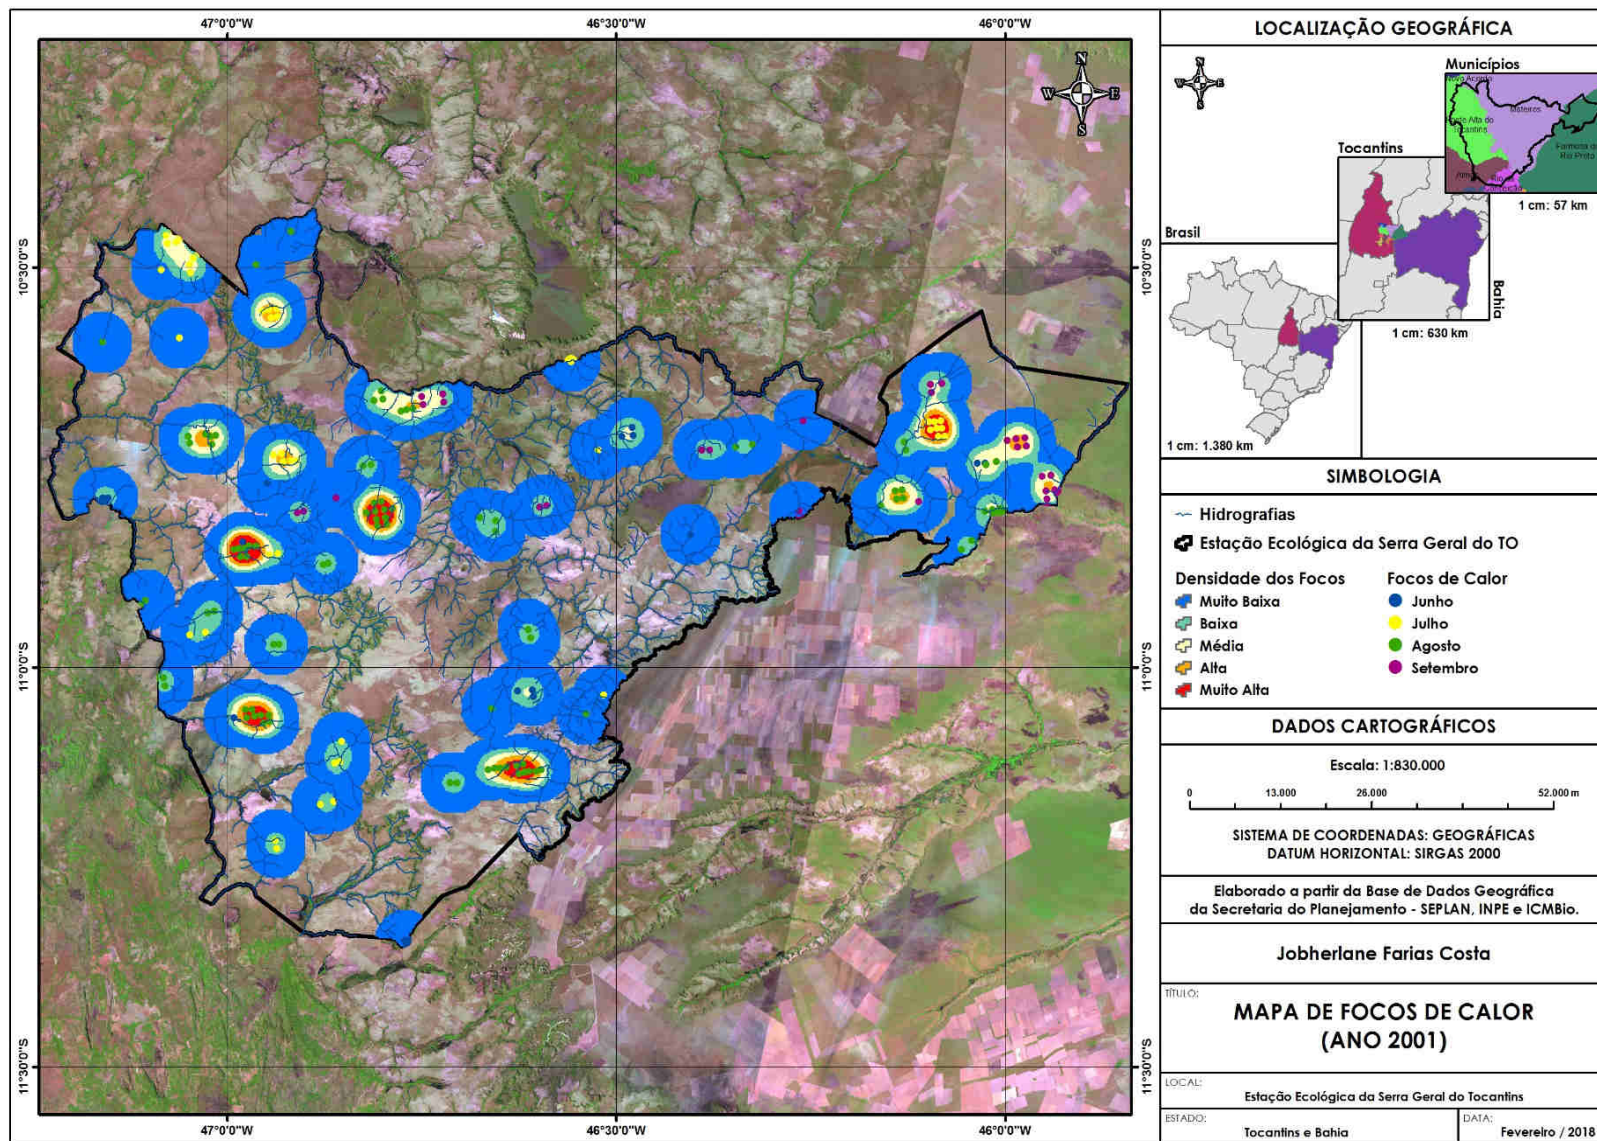 47°0'0"W
46°30'0"W
46°0'0"W
10°30'0"S
11°0'0"S
11°30'0"S
N
W E
S
10°30'0"S
11°0'0"S
11°30'0"S
47°0'0"W
46°30'0"W
46°0'0"W
LOCALIZAÇÃO GEOGRÁFICA
N
W E
S
Municípios
Mateiros
Tocantins
Formosa do
Rio Preto
1 cm: 57 km
Tocantins
Bahia
1 cm: 630 km
Brasil
1 cm: 1.380 km
SIMBOLOGIA
Hidrografias
Estação Ecológica da Serra Geral do TO
Densidade dos Focos
Muito Baixa
Baixa
Média
Alta
Muito Alta
Focos de Calor
Junho
Julho
Agosto
Setembro
DADOS CARTOGRÁFICOS
Escala: 1:830.000
0 13.000 26.000 52.000 m
SISTEMA DE COORDENADAS: GEOGRÁFICAS
DATUM HORIZONTAL: SIRGAS 2000
Elaborado a partir da Base de Dados Geográfica
da Secretaria do Planejamento - SEPLAN, INPE e ICMBio.
Jobherlane Farias Costa
TÍTULO:
MAPA DE FOCOS DE CALOR
(ANO 2001)
LOCAL:
Estação Ecológica da Serra Geral do Tocantins
ESTADO:
Tocantins e Bahia
DATA:
Fevereiro / 2018